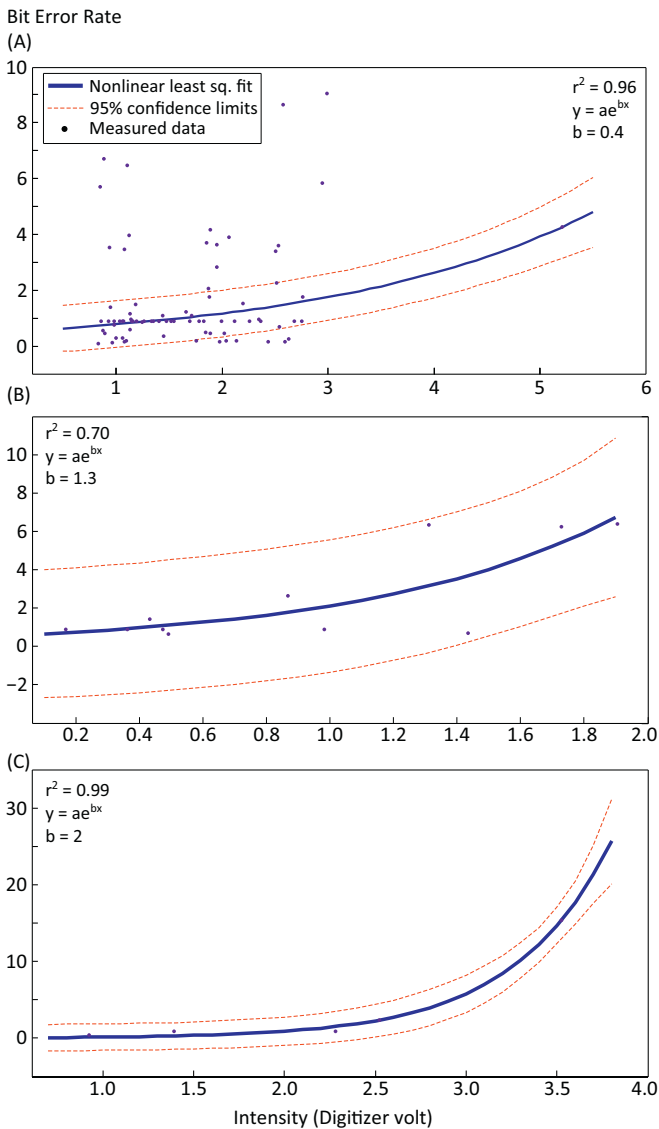 Bit Error Rate
(A)
10
8
6
4
2
0
Nonlinear least sq. fit
95% confidence limits
Measured data
r² = 0.96
y = ae^bx
b = 0.4
1 2 3 4 5 6
(B)
10
8
6
4
2
0
−2
r² = 0.70
y = ae^bx
b = 1.3
0.2 0.4 0.6 0.8 1.0 1.2 1.4 1.6 1.8 2.0
(C)
30
20
10
0
r² = 0.99
y = ae^bx
b = 2
1.0 1.5 2.0 2.5 3.0 3.5 4.0
Intensity (Digitizer volt)